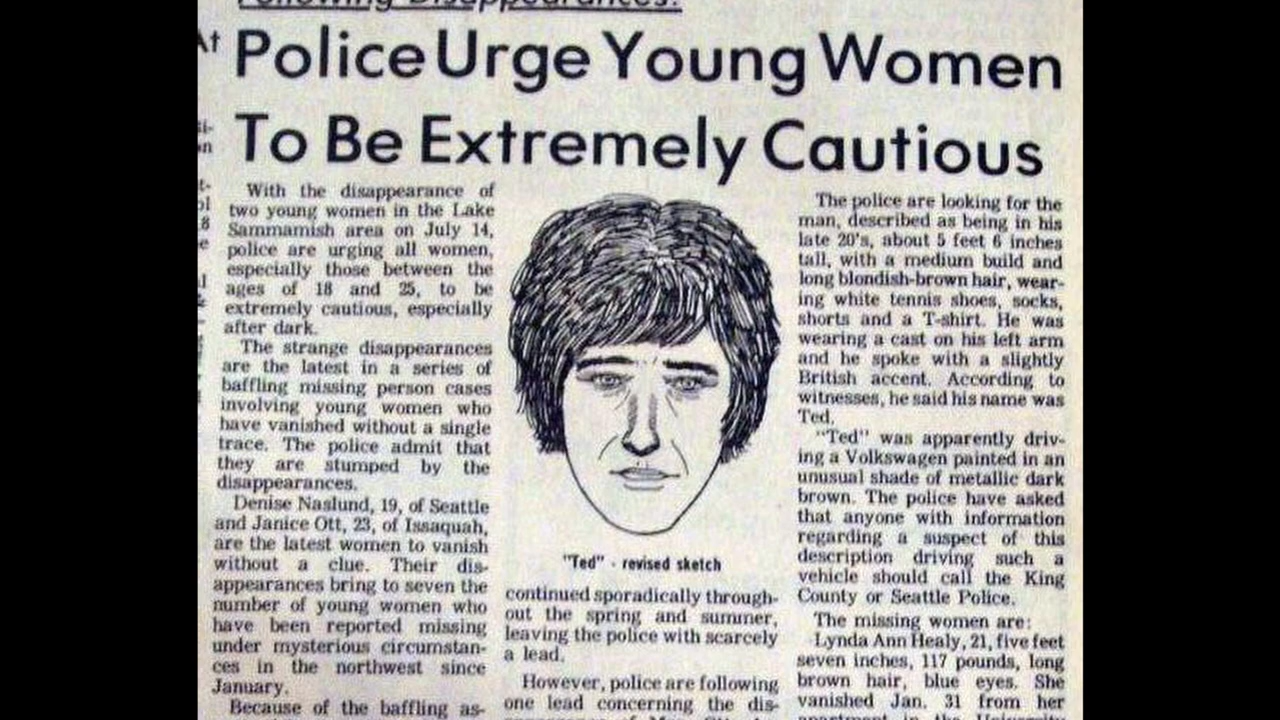 Following Disappearances:
Police Urge Young Women
To Be Extremely Cautious
With the disappearance of
two young women in the Lake
Sammamish area on July 14,
police are urging all women,
especially those between the
ages of 18 and 25, to be
extremely cautious, especially
after dark.
The strange disappearances
are the latest in a series of
baffling missing person cases
involving young women who
have vanished without a single
trace. The police admit that
they are stumped by the
disappearances.
Denise Naslund, 19, of Seattle
and Janice Ott, 23, of Issaquah,
are the latest women to vanish
without a clue. Their dis-
appearances bring to seven the
number of young women who
have been reported missing
under mysterious circumstan-
ces in the northwest since
January.
Because of the baffling as-
"Ted" - revised sketch
continued sporadically through-
out the spring and summer,
leaving the police with scarcely
a lead.
However, police are following
one lead concerning the dis-
The police are looking for the
man, described as being in his
late 20's, about 5 feet 6 inches
tall, with a medium build and
long blondish-brown hair, wear-
ing white tennis shoes, socks,
shorts and a T-shirt. He was
wearing a cast on his left arm
and he spoke with a slightly
British accent. According to
witnesses, he said his name was
Ted.
"Ted" was apparently driv-
ing a Volkswagen painted in an
unusual shade of metallic dark
brown. The police have asked
that anyone with information
regarding a suspect of this
description driving such a
vehicle should call the King
County or Seattle Police.
The missing women are:
Lynda Ann Healy, 21, five feet
seven inches, 117 pounds, long
brown hair, blue eyes. She
vanished Jan. 31 from her